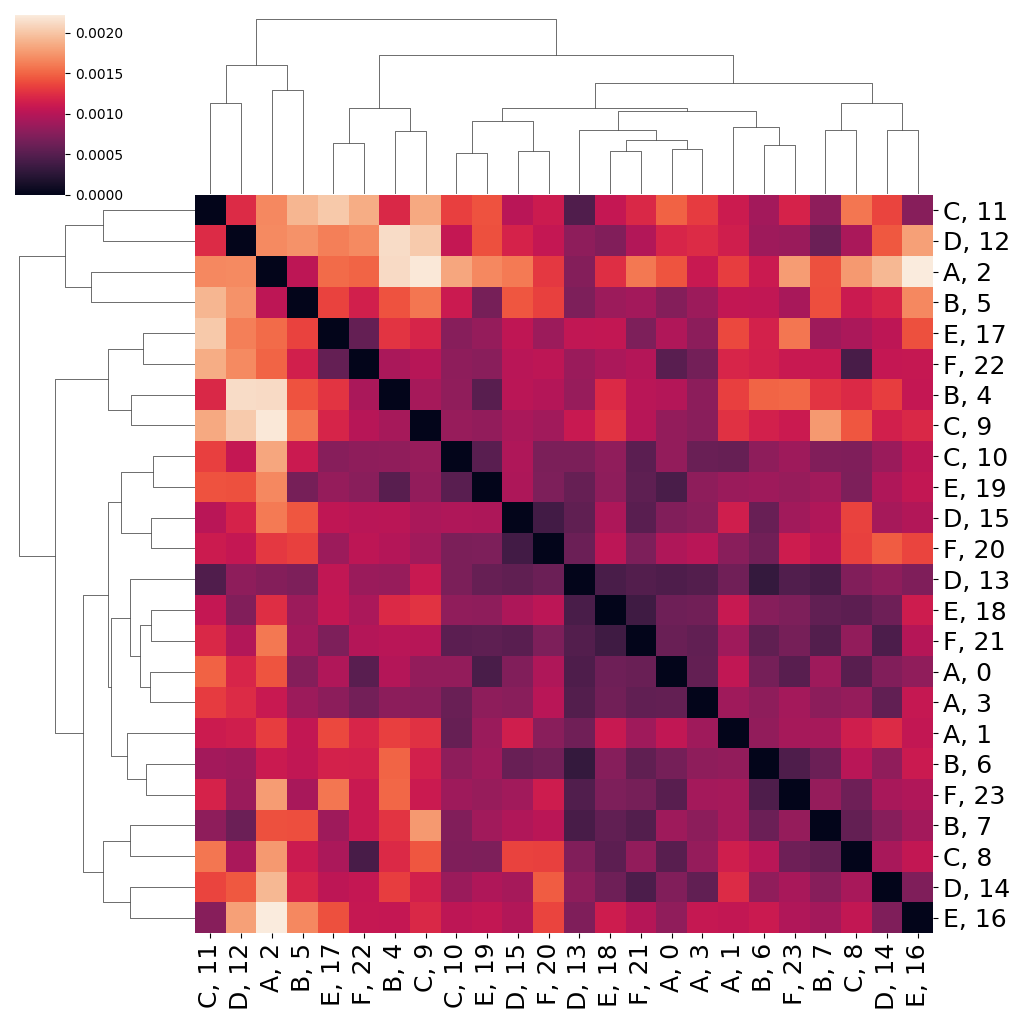 0.0020
0.0015
0.0010
0.0005
0.0000
C, 11
D, 12
A, 2
B, 5
E, 17
F, 22
B, 4
C, 9
C, 10
E, 19
D, 15
F, 20
D, 13
E, 18
F, 21
A, 0
A, 3
A, 1
B, 6
F, 23
B, 7
C, 8
D, 14
E, 16
C, 11
D, 12
A, 2
B, 5
E, 17
F, 22
B, 4
C, 9
C, 10
E, 19
D, 15
F, 20
D, 13
E, 18
F, 21
A, 0
A, 3
A, 1
B, 6
F, 23
B, 7
C, 8
D, 14
E, 16